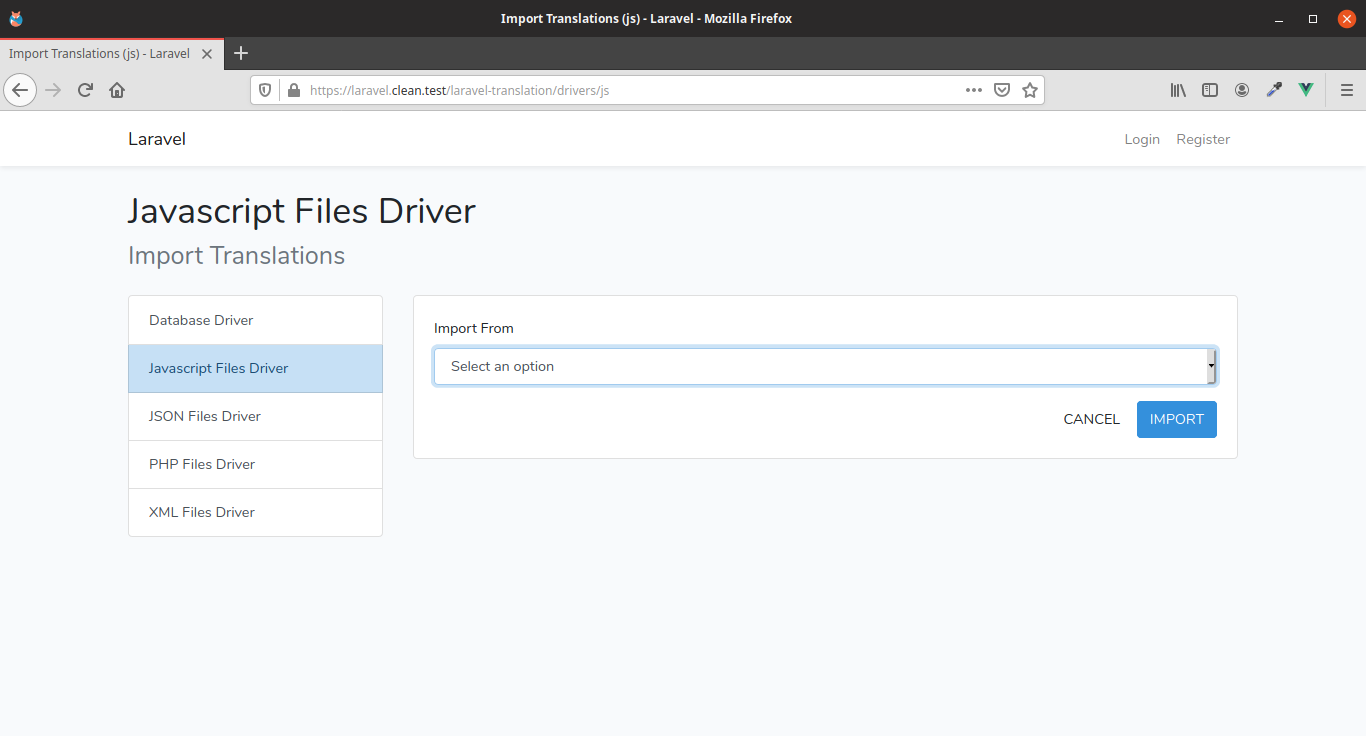 Import Translations (js) - Laravel - Mozilla Firefox
Import Translations (js) - Laravel
https://laravel.clean.test/laravel-translation/drivers/js
Laravel
Login Register
Javascript Files Driver
Import Translations
Database Driver
Javascript Files Driver
JSON Files Driver
PHP Files Driver
XML Files Driver
Import From
Select an option
CANCEL IMPORT